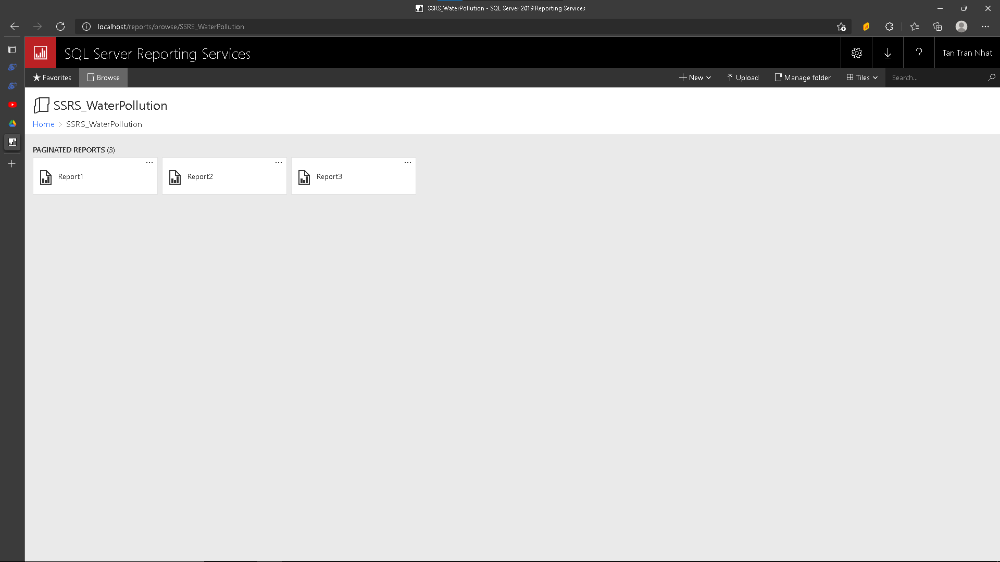 SSRS_WaterPollution - SQL Server 2019 Reporting Services
localhost/reports/browse/SSRS_WaterPollution
SQL Server Reporting Services
Tan Tran Nhat
Favorites Browse New Upload Manage folder Tiles Search...
SSRS_WaterPollution
Home > SSRS_WaterPollution
PAGINATED REPORTS (3)
Report1 Report2 Report3